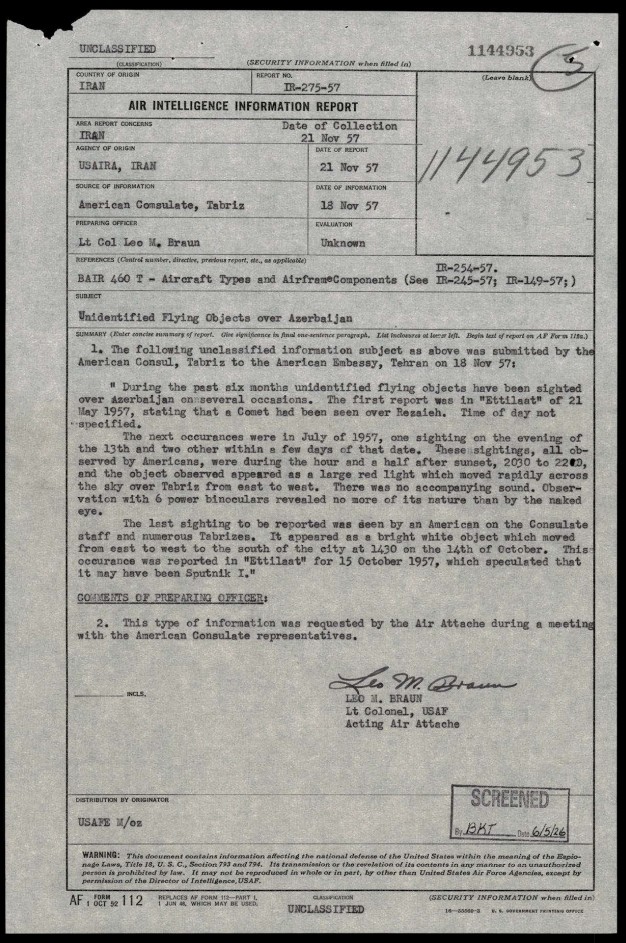 UNCLASSIFIED
(CLASSIFICATION)
(SECURITY INFORMATION when filled in)
1144953
COUNTRY OF ORIGIN
IRAN
REPORT NO.
IR-275-57
(Leave blank)
AIR INTELLIGENCE INFORMATION REPORT
1144953
AREA REPORT CONCERNS
IRAN
Date of Collection
21 Nov 57
AGENCY OF ORIGIN
USAIRA, IRAN
DATE OF REPORT
21 Nov 57
SOURCE OF INFORMATION
American Comsulate, Tabriz
DATE OF INFORMATION
18 Nov 57
PREPARING OFFICER
Lt Col Leo M. Braun
EVALUATION
Unknown
REFERENCES (Control number, directive, previous report, etc., as applicable)
IR-254-57.
BAIR 460 T - Aircraft Types and Airframe Components (See IR-245-57; IR-149-57;)
SUBJECT
Unidentified Flying Objects over Azerbaijan
SUMMARY (Enter concise summary of report. Give significance in final one-sentence paragraph. List inclosures at lower left. Begin text of report on AF Form 112a.)
1. The following unclassified information subject as above was submitted by the
American Consul, Tabriz to the American Embassy, Tehran on 18 Nov 57:
" During the past six months unidentified flying objects have been sighted
over Azerbaijan on several occasions. The first report was in "Ettilaat" of 21
May 1957, stating that a Comet had been seen over Rezaieh. Time of day not
specified.
The next occurances were in July of 1957, one sighting on the evening of
the 13th and two other within a few days of that date. These sightings, all ob-
served by Americans, were during the hour and a half after sunset, 2030 to 2200,
and the object observed appeared as a large red light which moved rapidly across
the sky over Tabriz from east to west. There was no accompanying sound. Obser-
vation with 6 power binoculars revealed no more of its nature than by the naked
eye.
The last sighting to be reported was seen by an American on the Consulate
staff and numerous Tabrizes. It appeared as a bright white object which moved
from east to west to the south of the city at 1430 on the 14th of October. This
occurance was reported in "Ettilaat" for 15 October 1957, which speculated that
it may have been Sputnik I."
COMMENTS OF PREPARING OFFICER:
2. This type of information was requested by the Air Attache during a meeting
with the American Consulate representatives.
Leo M. Braun
INCLS.
LEO M. BRAUN
Lt Colonel, USAF
Acting Air Attache
DISTRIBUTION BY ORIGINATOR
USAFE M/oz
SCREENED
By BKT Date 6/5/26
WARNING: This document contains information affecting the national defense of the United States within the meaning of the Espio-
nage Laws, Title 18, U. S. C., Section 793 and 794. Its transmission or the revelation of its contents in any manner to an unauthorized
person is prohibited by law. It may not be reproduced in whole or in part, by other than United States Air Force Agencies, except by
permission of the Director of Intelligence, USAF.
AF FORM 1 OCT 52 112
REPLACES AF FORM 112—PART I,
1 JUN 48, WHICH MAY BE USED.
CLASSIFICATION
UNCLASSIFIED
(SECURITY INFORMATION when filled in)
U. S. GOVERNMENT PRINTING OFFICE